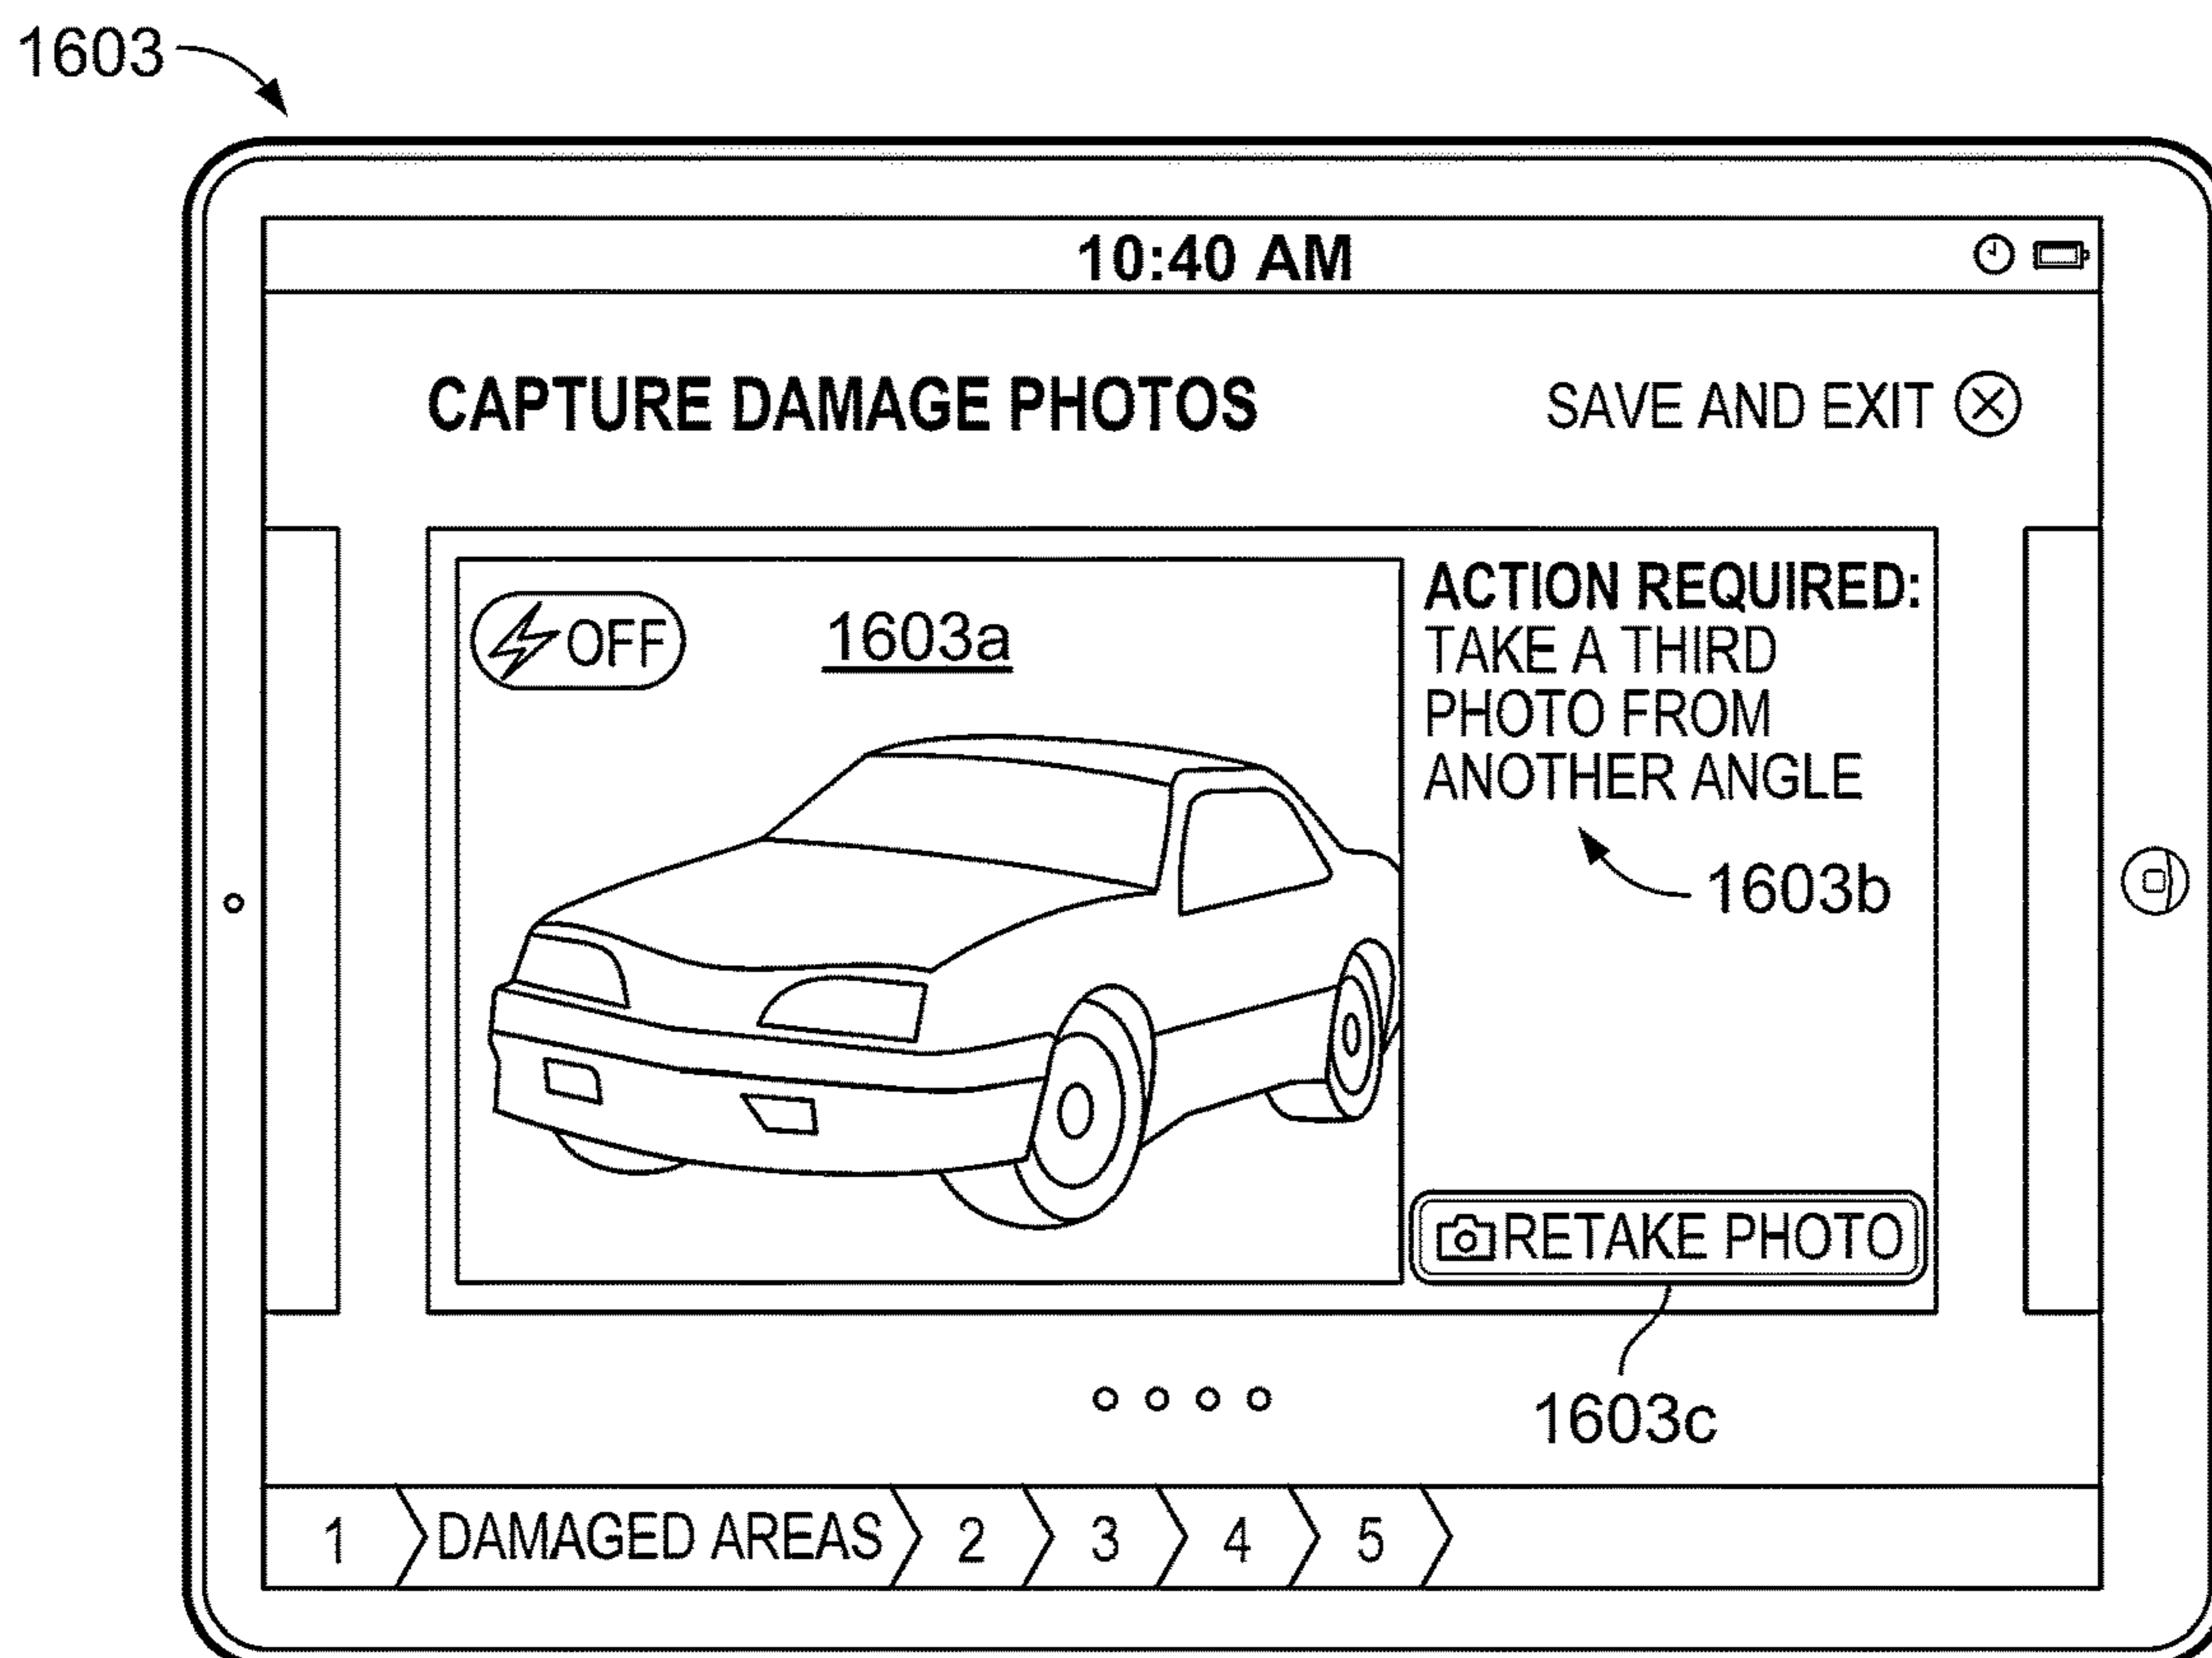 1603
10:40 AM
CAPTURE DAMAGE PHOTOS
SAVE AND EXIT
OFF
1603a
ACTION REQUIRED:
TAKE A THIRD
PHOTO FROM
ANOTHER ANGLE
1603b
RETAKE PHOTO
1603c
1 DAMAGED AREAS 2 3 4 5